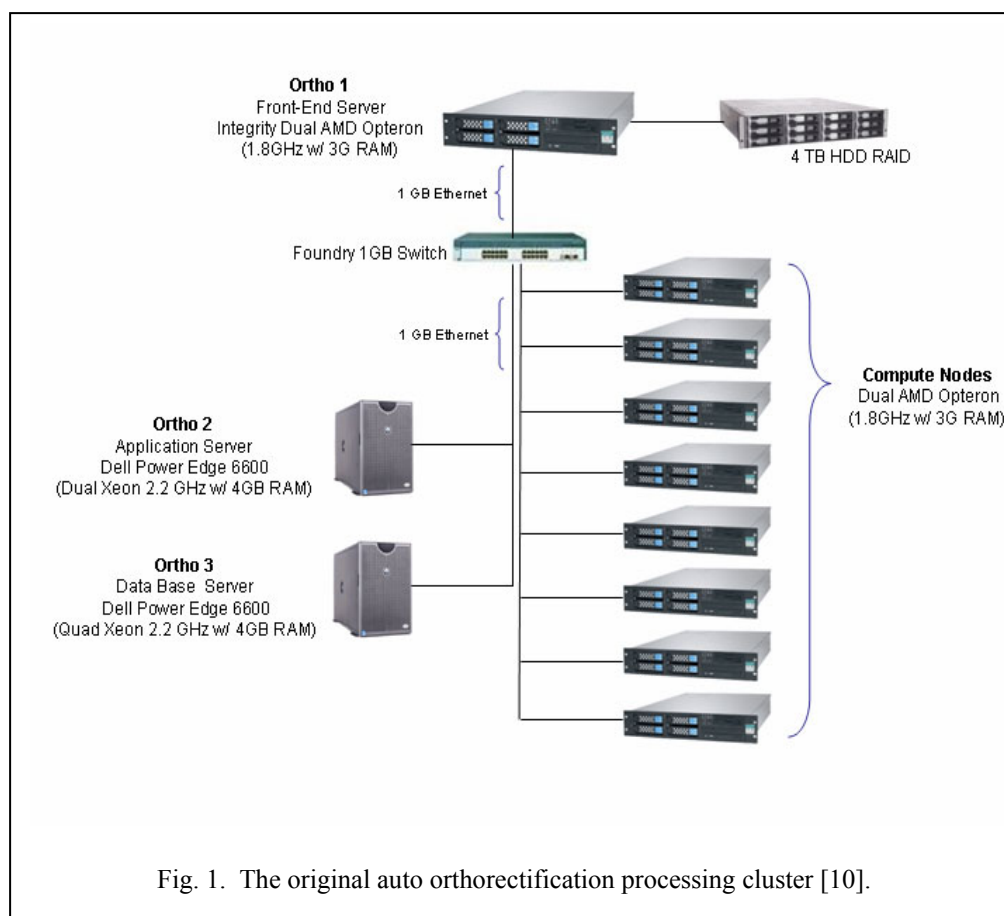 Ortho 1
Front-End Server
Integrity Dual AMD Opteron
(1.8GHz w/ 3G RAM)
4 TB HDD RAID
1 GB Ethernet
Foundry 1GB Switch
1 GB Ethernet
Compute Nodes
Dual AMD Opteron
(1.8GHz w/ 3G RAM)
Ortho 2
Application Server
Dell Power Edge 6600
(Dual Xeon 2.2 GHz w/ 4GB RAM)
Ortho 3
Data Base Server
Dell Power Edge 6600
(Quad Xeon 2.2 GHz w/ 4GB RAM)
Fig. 1. The original auto orthorectification processing cluster [10].